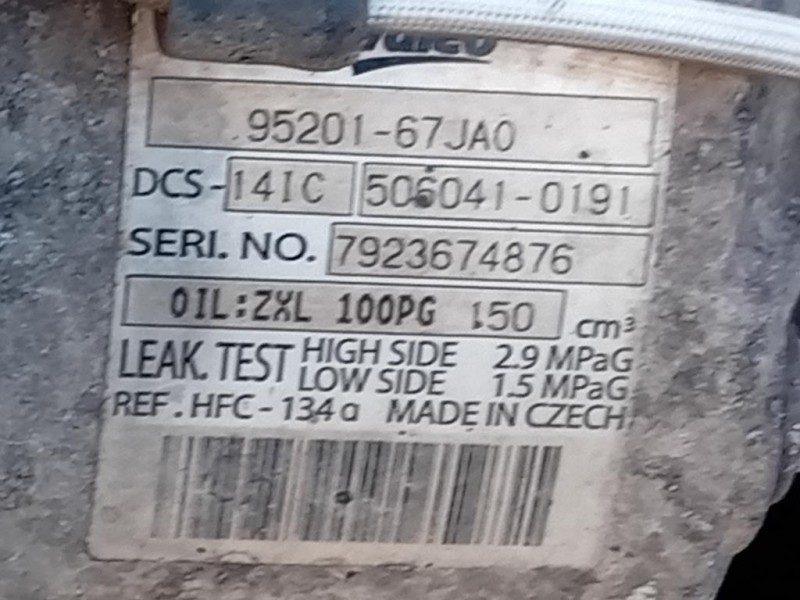 Valeo
95201-67JA0
DCS-14IC 506041-0191
SERI. NO. 7923674876
OIL:ZXL 100PG 150 cm³
LEAK. TEST HIGH SIDE 2.9 MPaG
LOW SIDE 1.5 MPaG
REF. HFC-134a MADE IN CZECH